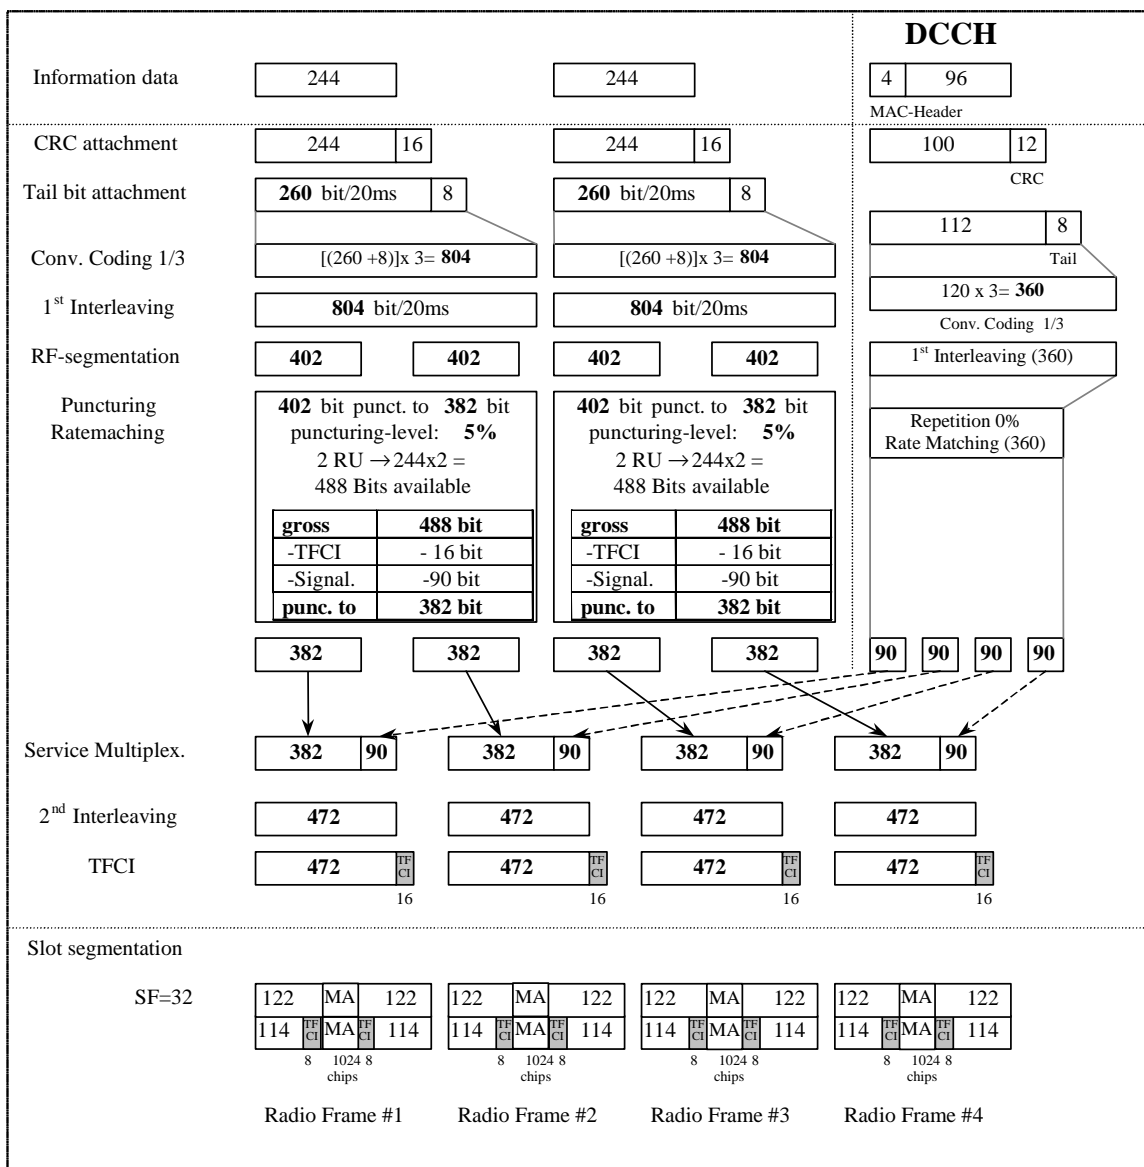 DCCH
Information data
244
244
4
96
MAC-Header
CRC attachment
244
16
244
16
100
12
CRC
Tail bit attachment
260 bit/20ms
8
260 bit/20ms
8
112
8
Tail
Conv. Coding 1/3
[(260 +8)]x 3= 804
[(260 +8)]x 3= 804
120 x 3= 360
Conv. Coding 1/3
1st Interleaving
804 bit/20ms
804 bit/20ms
RF-segmentation
402
402
402
402
1st Interleaving (360)
Puncturing
Ratemaching
402 bit punct. to 382 bit
puncturing-level: 5%
2 RU → 244x2 =
488 Bits available
gross 488 bit
-TFCI - 16 bit
-Signal. -90 bit
punc. to 382 bit
402 bit punct. to 382 bit
puncturing-level: 5%
2 RU → 244x2 =
488 Bits available
gross 488 bit
-TFCI - 16 bit
-Signal. -90 bit
punc. to 382 bit
Repetition 0%
Rate Matching (360)
382
382
382
382
90
90
90
90
Service Multiplex.
382
90
382
90
382
90
382
90
2nd Interleaving
472
472
472
472
TFCI
472
TF
CI
16
472
TF
CI
16
472
TF
CI
16
472
TF
CI
16
Slot segmentation
SF=32
122 MA 122
114 TF CI MA TF CI 114
8 1024 8
chips
Radio Frame #1
122 MA 122
114 TF CI MA TF CI 114
8 1024 8
chips
Radio Frame #2
122 MA 122
114 TF CI MA TF CI 114
8 1024 8
chips
Radio Frame #3
122 MA 122
114 TF CI MA TF CI 114
8 1024 8
chips
Radio Frame #4